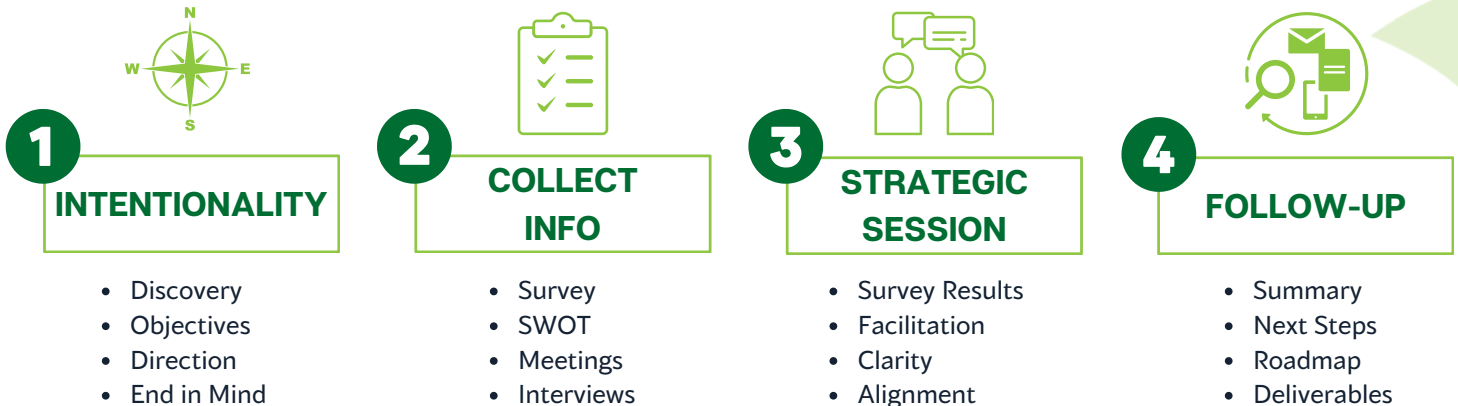 N
W E
S
1
INTENTIONALITY
• Discovery
• Objectives
• Direction
• End in Mind
2
COLLECT
INFO
• Survey
• SWOT
• Meetings
• Interviews
3
STRATEGIC
SESSION
• Survey Results
• Facilitation
• Clarity
• Alignment
4
FOLLOW-UP
• Summary
• Next Steps
• Roadmap
• Deliverables